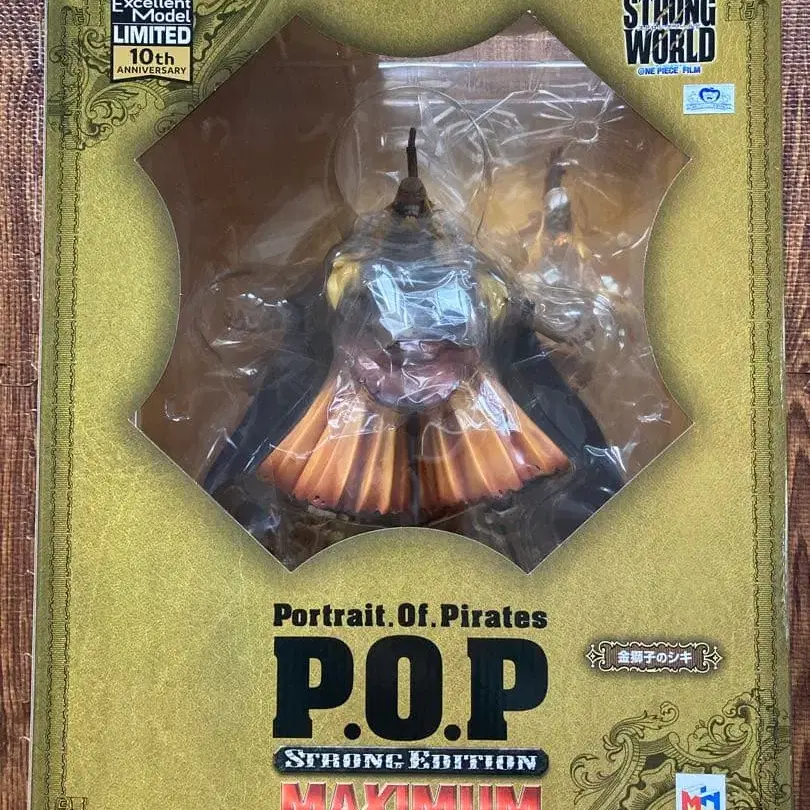 Excellent
Model
LIMITED
10th
ANNIVERSARY
STRONG
WORLD
ONE PIECE FILM
Portrait.Of.Pirates
P.O.P
金獅子のシキ
STRONG EDITION
MAXIMUM